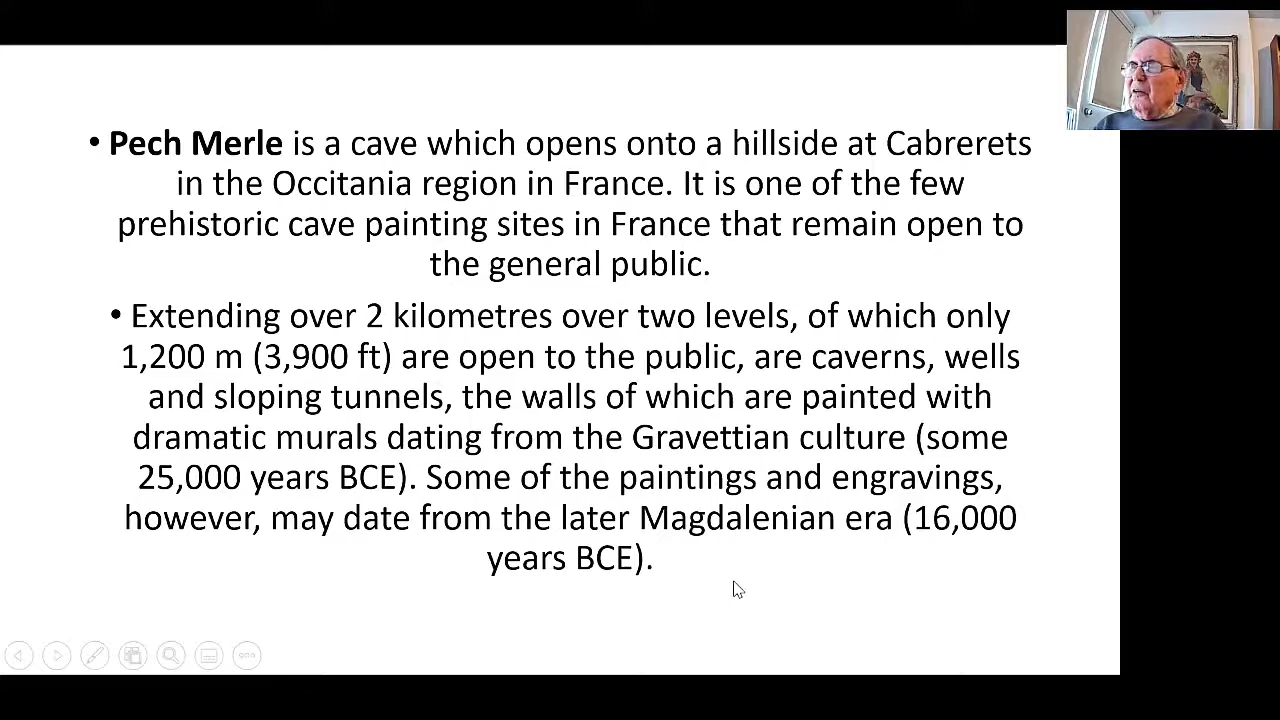 • Pech Merle is a cave which opens onto a hillside at Cabrerets
in the Occitania region in France. It is one of the few
prehistoric cave painting sites in France that remain open to
the general public.
• Extending over 2 kilometres over two levels, of which only
1,200 m (3,900 ft) are open to the public, are caverns, wells
and sloping tunnels, the walls of which are painted with
dramatic murals dating from the Gravettian culture (some
25,000 years BCE). Some of the paintings and engravings,
however, may date from the later Magdalenian era (16,000
years BCE).